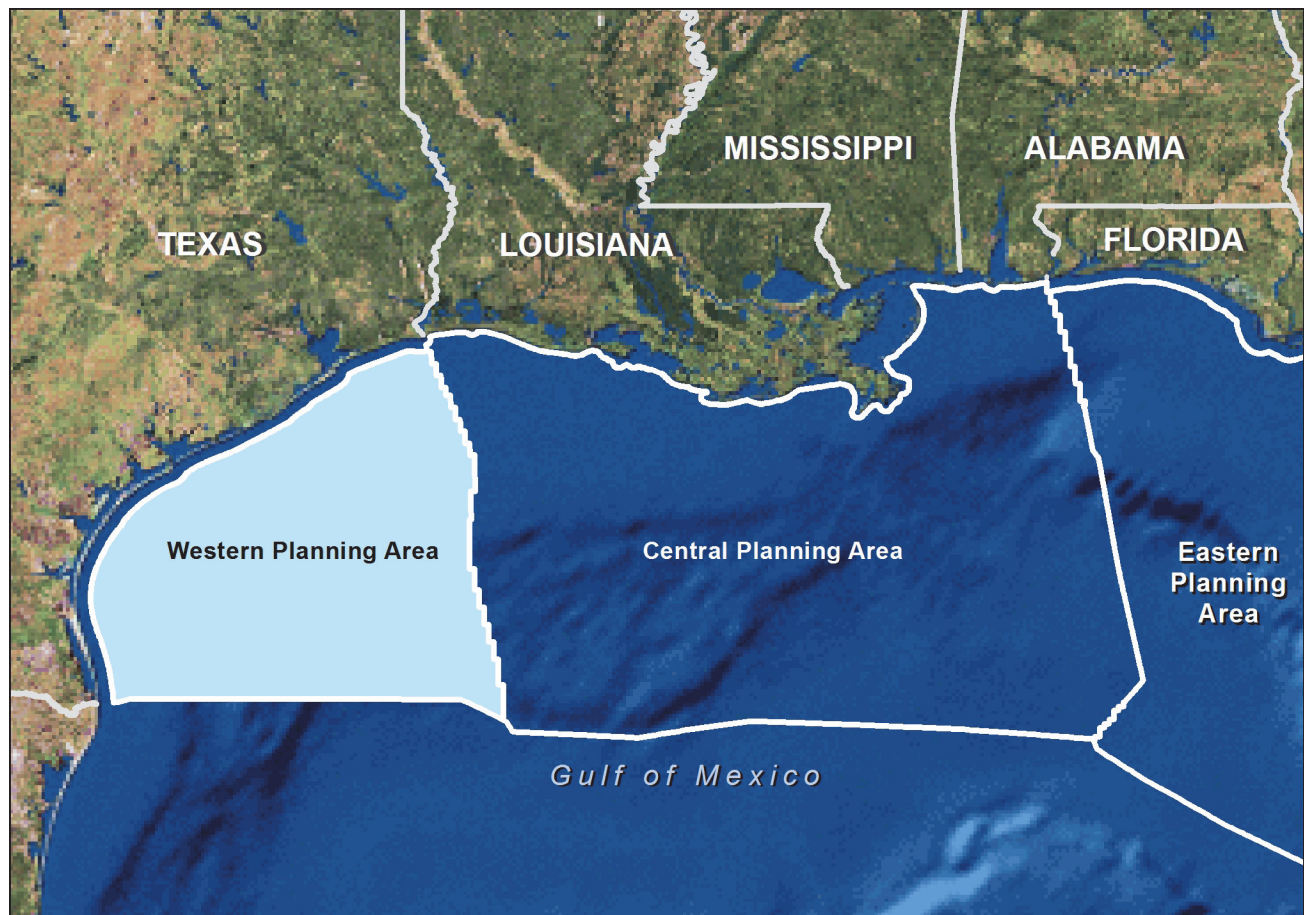 MISSISSIPPI
ALABAMA
TEXAS
LOUISIANA
FLORIDA
Western Planning Area
Central Planning Area
Eastern
Planning
Area
Gulf of Mexico